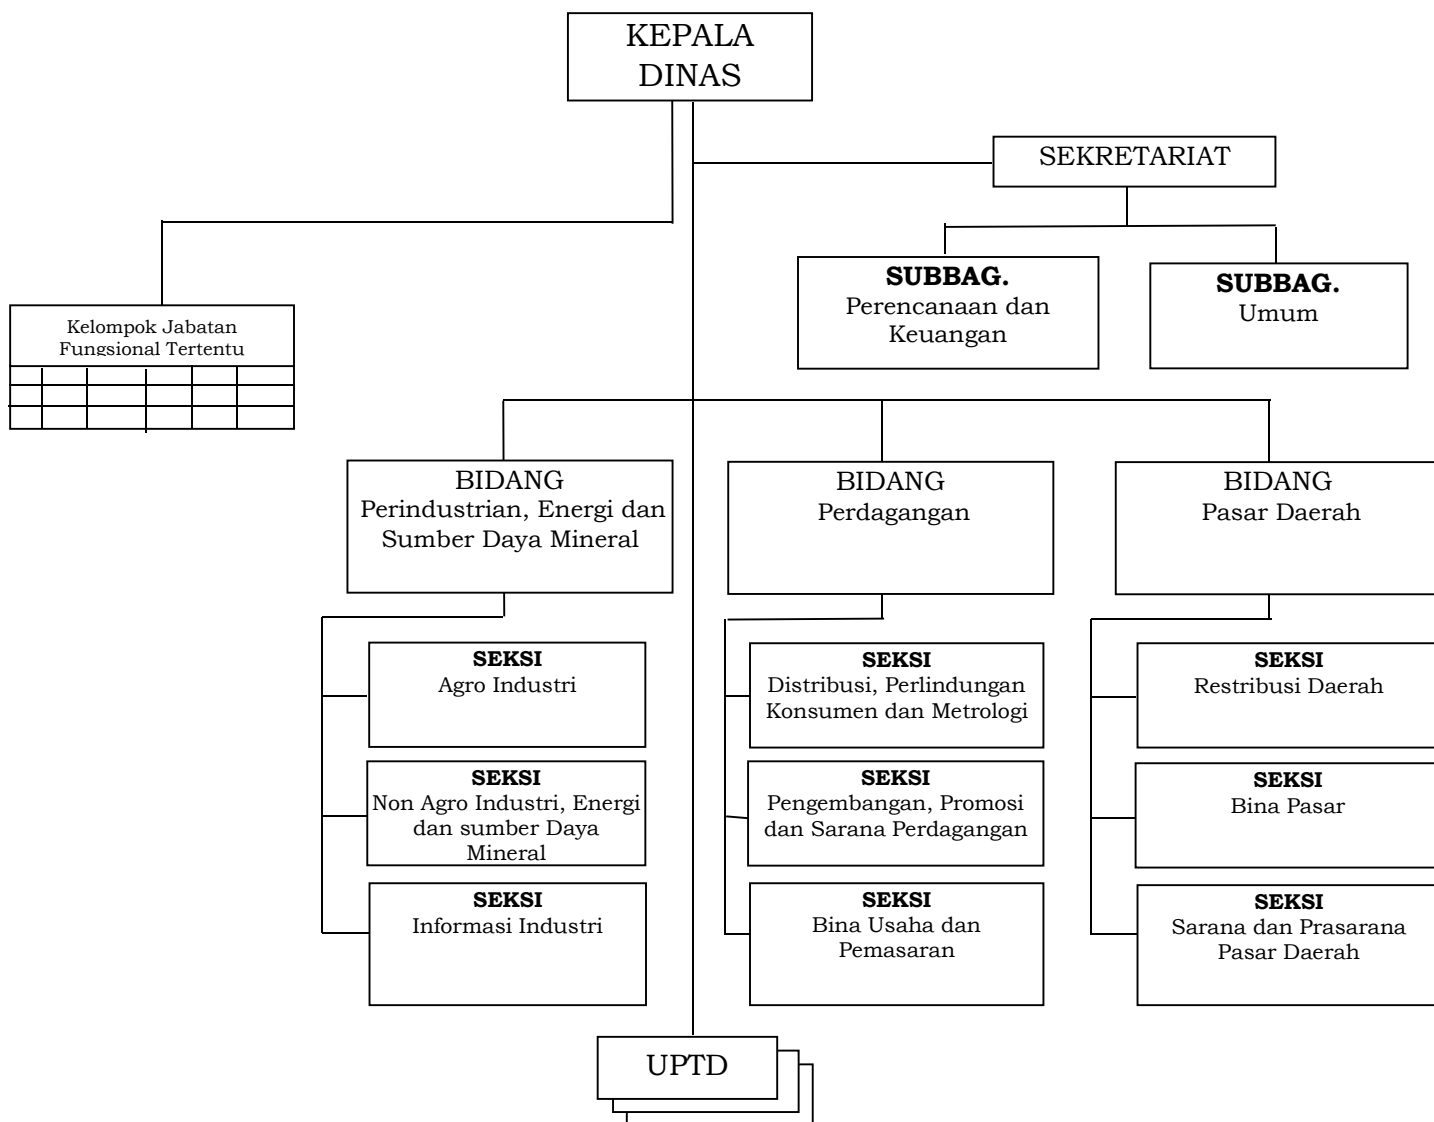 KEPALA
DINAS
SEKRETARIAT
SUBBAG.
Perencanaan dan
Keuangan
SUBBAG.
Umum
Kelompok Jabatan
Fungsional Tertentu
BIDANG
Perindustrian, Energi dan
Sumber Daya Mineral
BIDANG
Perdagangan
BIDANG
Pasar Daerah
SEKSI
Agro Industri
SEKSI
Distribusi, Perlindungan
Konsumen dan Metrologi
SEKSI
Restribusi Daerah
SEKSI
Non Agro Industri, Energi
dan sumber Daya
Mineral
SEKSI
Pengembangan, Promosi
dan Sarana Perdagangan
SEKSI
Bina Pasar
SEKSI
Informasi Industri
SEKSI
Bina Usaha dan
Pemasaran
SEKSI
Sarana dan Prasarana
Pasar Daerah
UPTD